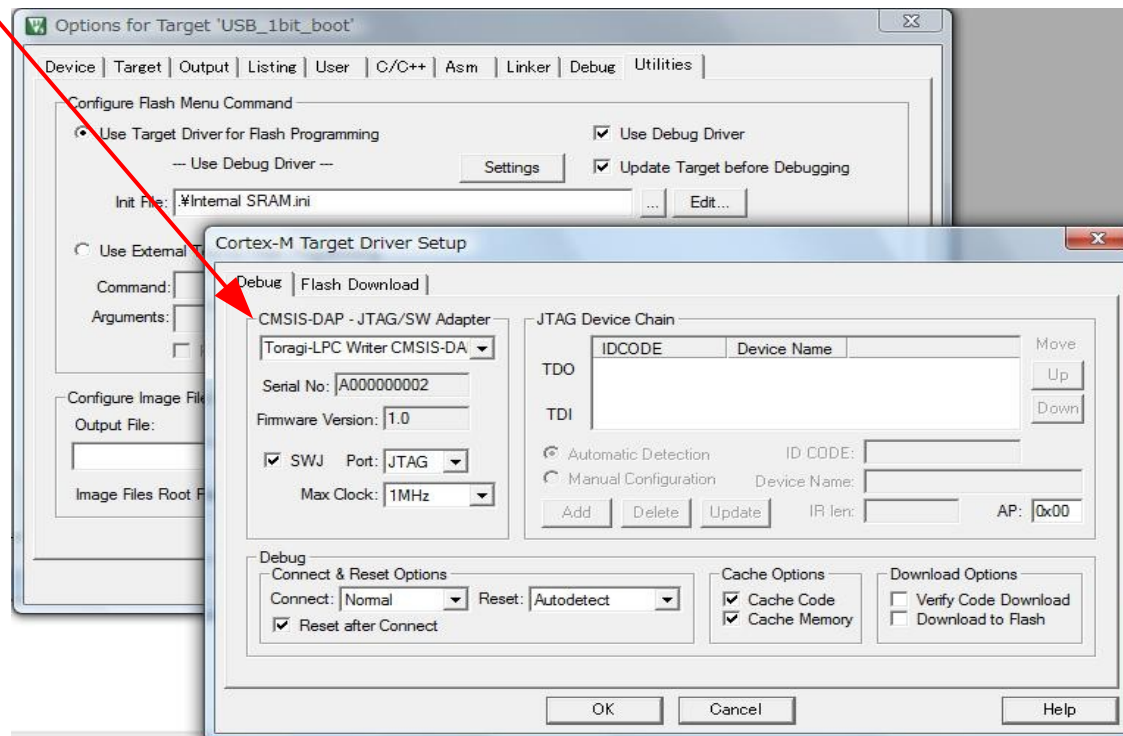 Options for Target 'USB_1bit_boot'
Device | Target | Output | Listing | User | C/C++ | Asm | Linker | Debug Utilities
Configure Flash Menu Command
Use Target Driver for Flash Programming
Use Debug Driver
--- Use Debug Driver ---
Settings
Update Target before Debugging
Init File: .¥Internal SRAM.ini
... Edit...
Use External
Command:
Arguments:
Configure Image File
Output File:
Image Files Root F
Cortex-M Target Driver Setup
Debug | Flash Download
CMSIS-DAP - JTAG/SW Adapter
Toragi-LPC Writer CMSIS-DA
Serial No: A000000002
Firmware Version: 1.0
SWJ Port: JTAG
Max Clock: 1MHz
JTAG Device Chain
IDCODE Device Name
TDO
TDI
Move
Up
Down
Automatic Detection ID CODE:
Manual Configuration Device Name:
Add Delete Update IR len: AP: 0x00
Debug
Connect & Reset Options
Connect: Normal Reset: Autodetect
Reset after Connect
Cache Options
Cache Code
Cache Memory
Download Options
Verify Code Download
Download to Flash
OK Cancel Help